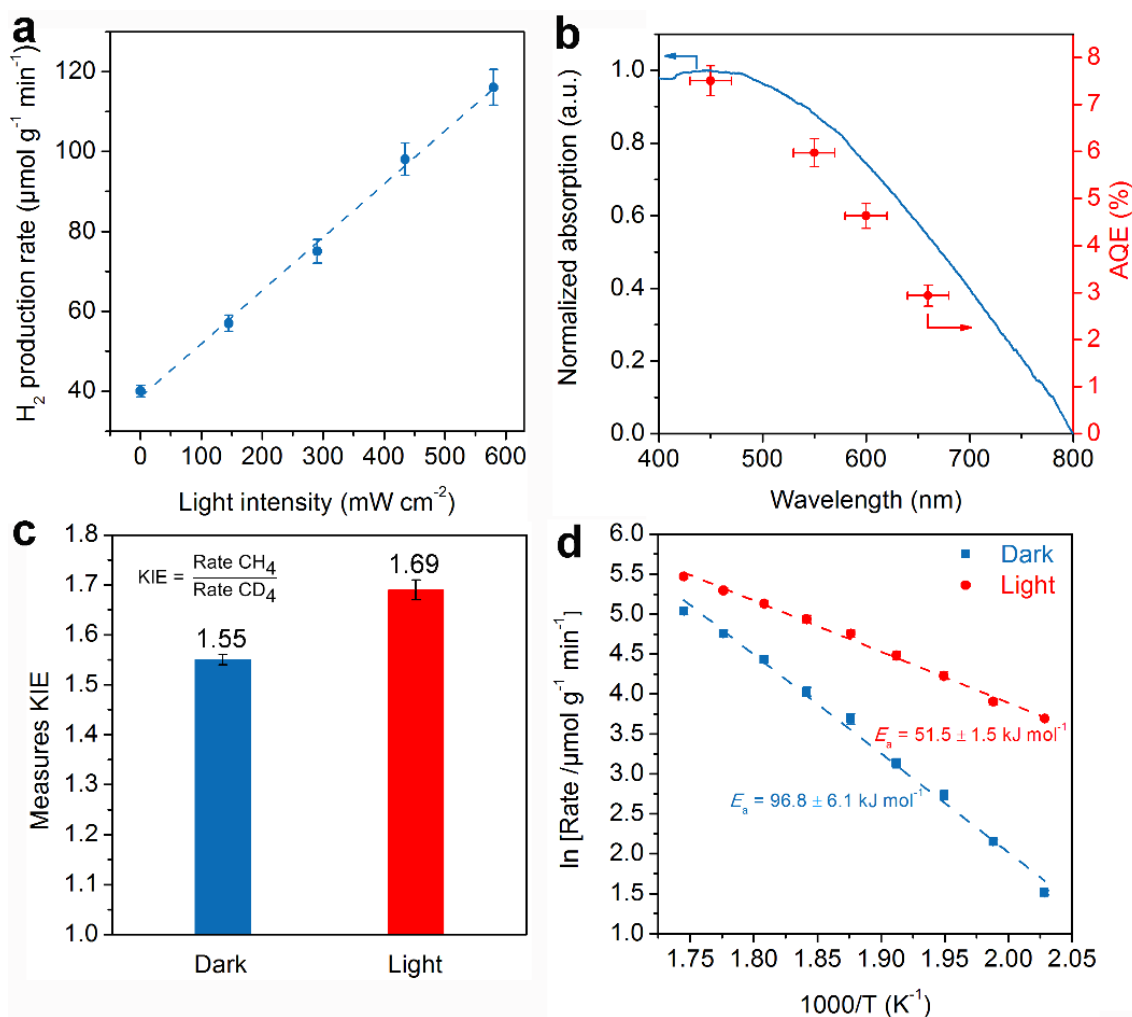 a
H₂ production rate (µmol g⁻¹ min⁻¹)
120
100
80
60
40
0 100 200 300 400 500 600
Light intensity (mW cm⁻²)
b
Normalized absorption (a.u.)
1.0
0.8
0.6
0.4
0.2
0.0
8
7
6
5
4
3
2
1
0
AQE (%)
400 500 600 700 800
Wavelength (nm)
c
Measures KIE
1.8
1.7
1.6
1.5
1.4
1.3
1.2
1.1
1.0
KIE = Rate CH₄
Rate CD₄
1.55
1.69
Dark Light
d
ln [Rate /µmol g⁻¹ min⁻¹]
6.0
5.5
5.0
4.5
4.0
3.5
3.0
2.5
2.0
1.5
1.0
Dark
Light
Eₐ = 51.5 ± 1.5 kJ mol⁻¹
Eₐ = 96.8 ± 6.1 kJ mol⁻¹
1.75 1.80 1.85 1.90 1.95 2.00 2.05
1000/T (K⁻¹)